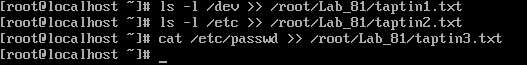 [root@localhost ~]# ls -l /dev >> /root/Lab_81/taptin1.txt
[root@localhost ~]# ls -l /etc >> /root/Lab_81/taptin2.txt
[root@localhost ~]# cat /etc/passwd >> /root/Lab_81/taptin3.txt
[root@localhost ~]# _